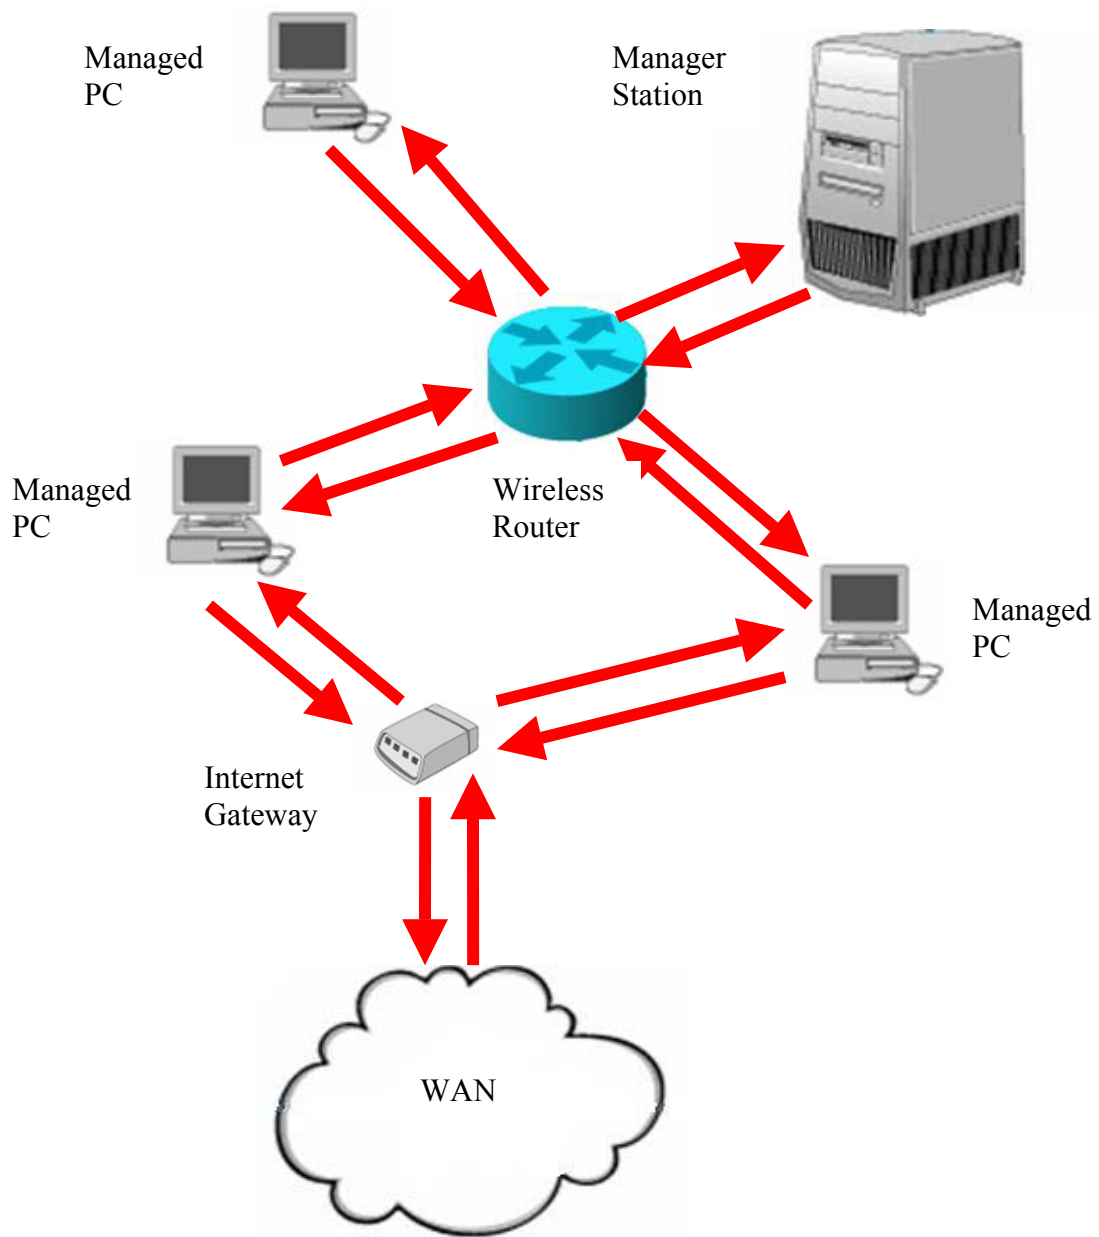 Managed
PC
Manager
Station
Managed
PC
Wireless
Router
Managed
PC
Internet
Gateway
WAN